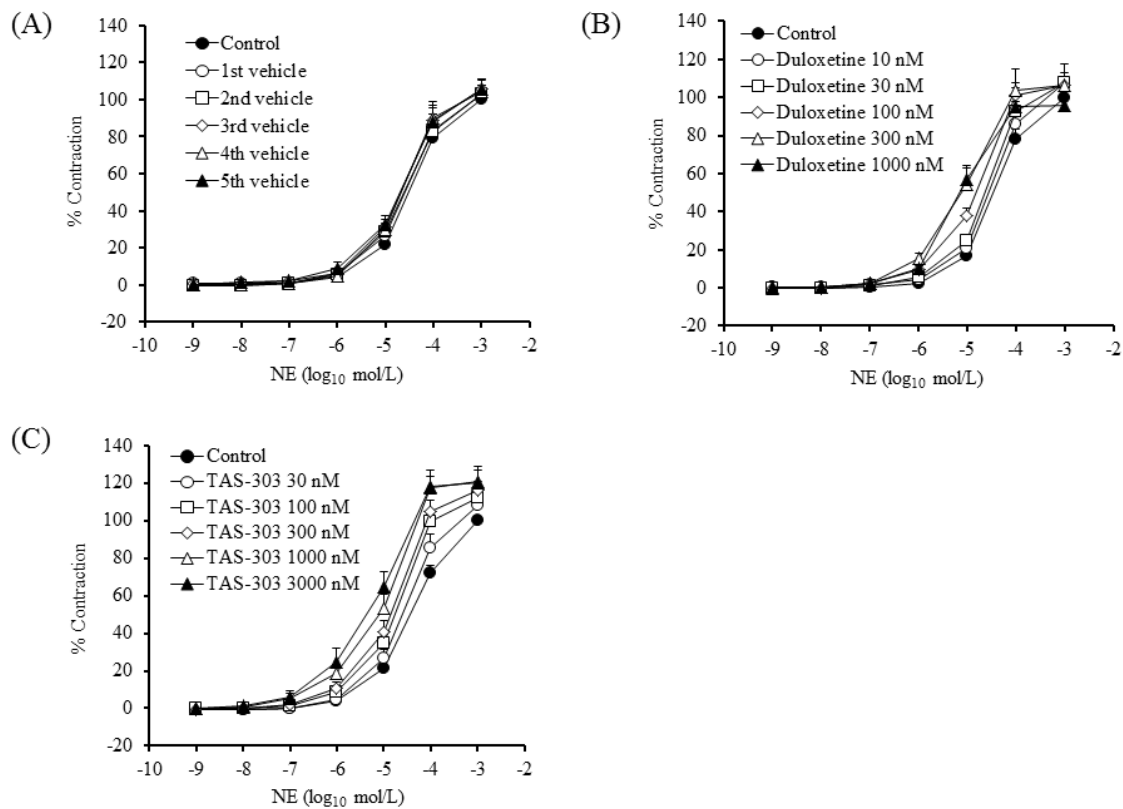 (A)
140
120
100
80
60
40
20
0
-20
% Contraction
Control
1st vehicle
2nd vehicle
3rd vehicle
4th vehicle
5th vehicle
-10 -9 -8 -7 -6 -5 -4 -3 -2
NE (log₁₀ mol/L)
(B)
140
120
100
80
60
40
20
0
-20
% Contraction
Control
Duloxetine 10 nM
Duloxetine 30 nM
Duloxetine 100 nM
Duloxetine 300 nM
Duloxetine 1000 nM
-10 -9 -8 -7 -6 -5 -4 -3 -2
NE (log₁₀ mol/L)
(C)
140
120
100
80
60
40
20
0
-20
% Contraction
Control
TAS-303 30 nM
TAS-303 100 nM
TAS-303 300 nM
TAS-303 1000 nM
TAS-303 3000 nM
-10 -9 -8 -7 -6 -5 -4 -3 -2
NE (log₁₀ mol/L)